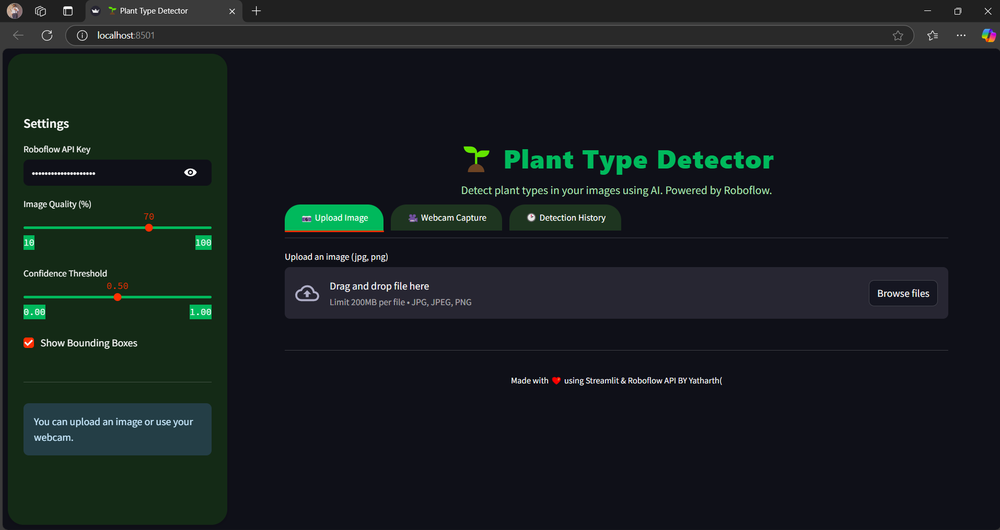 Plant Type Detector
localhost:8501
Settings
Roboflow API Key
••••••••••••••••••••
Image Quality (%)
70
10 100
Confidence Threshold
0.50
0.00 1.00
Show Bounding Boxes
You can upload an image or use your
webcam.
🌱 Plant Type Detector
Detect plant types in your images using AI. Powered by Roboflow.
📷 Upload Image 🎥 Webcam Capture 🕑 Detection History
Upload an image (jpg, png)
Drag and drop file here
Limit 200MB per file • JPG, JPEG, PNG
Browse files
Made with ❤️ using Streamlit & Roboflow API BY Yatharth(